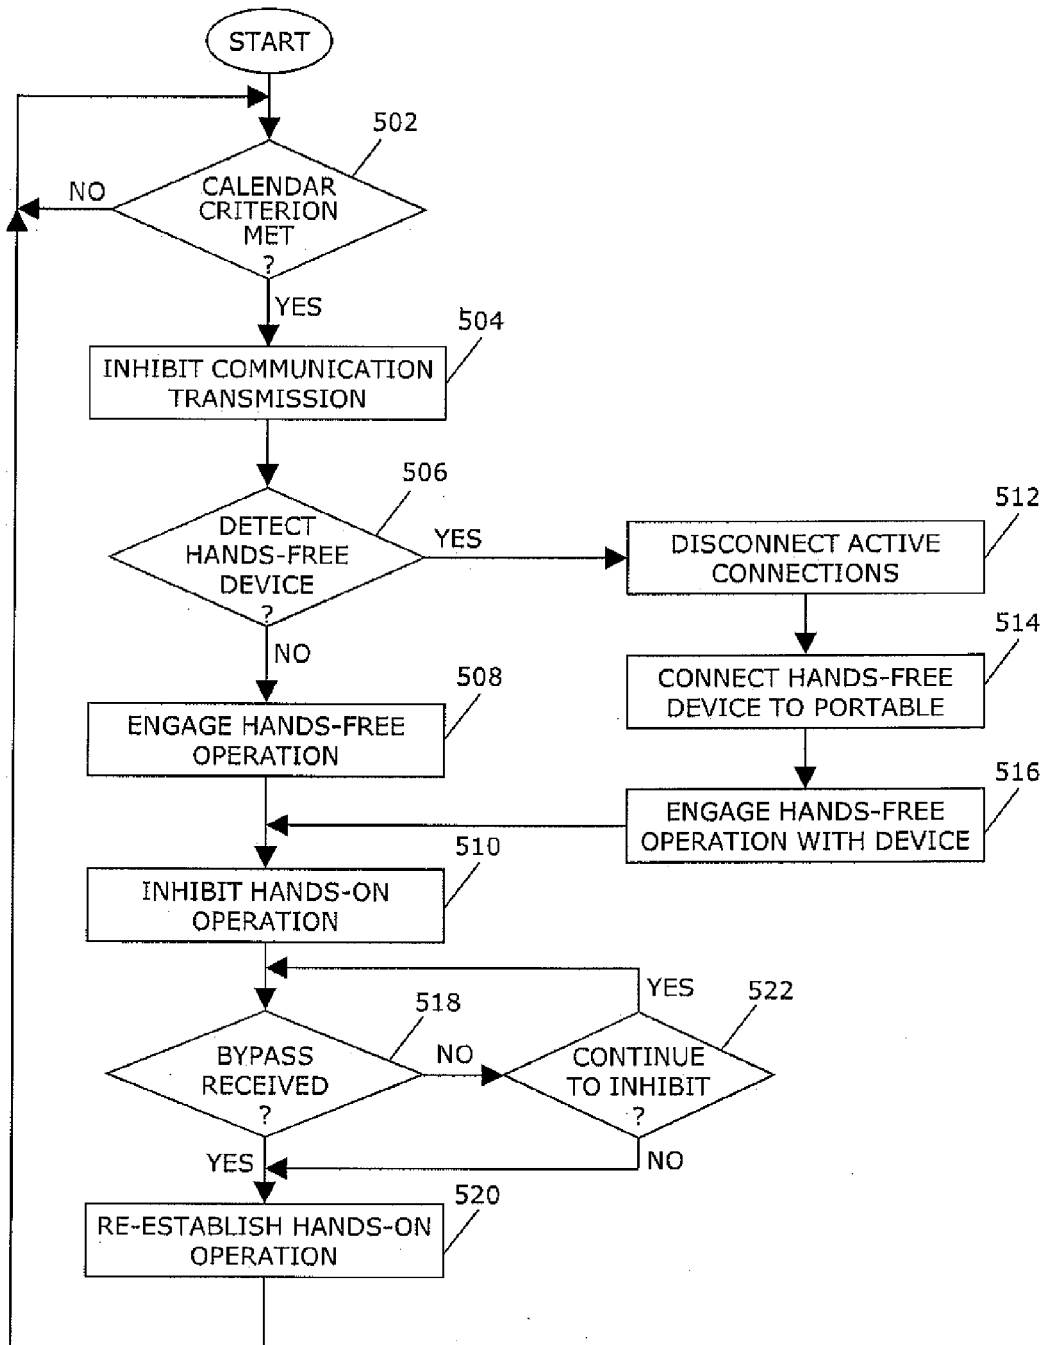 START
502
CALENDAR
CRITERION
MET
?
NO
YES
504
INHIBIT COMMUNICATION
TRANSMISSION
506
DETECT
HANDS-FREE
DEVICE
?
YES
NO
512
DISCONNECT ACTIVE
CONNECTIONS
514
CONNECT HANDS-FREE
DEVICE TO PORTABLE
508
ENGAGE HANDS-FREE
OPERATION
516
ENGAGE HANDS-FREE
OPERATION WITH DEVICE
510
INHIBIT HANDS-ON
OPERATION
518
BYPASS
RECEIVED
?
NO
YES
522
CONTINUE
TO INHIBIT
?
YES
NO
520
RE-ESTABLISH HANDS-ON
OPERATION